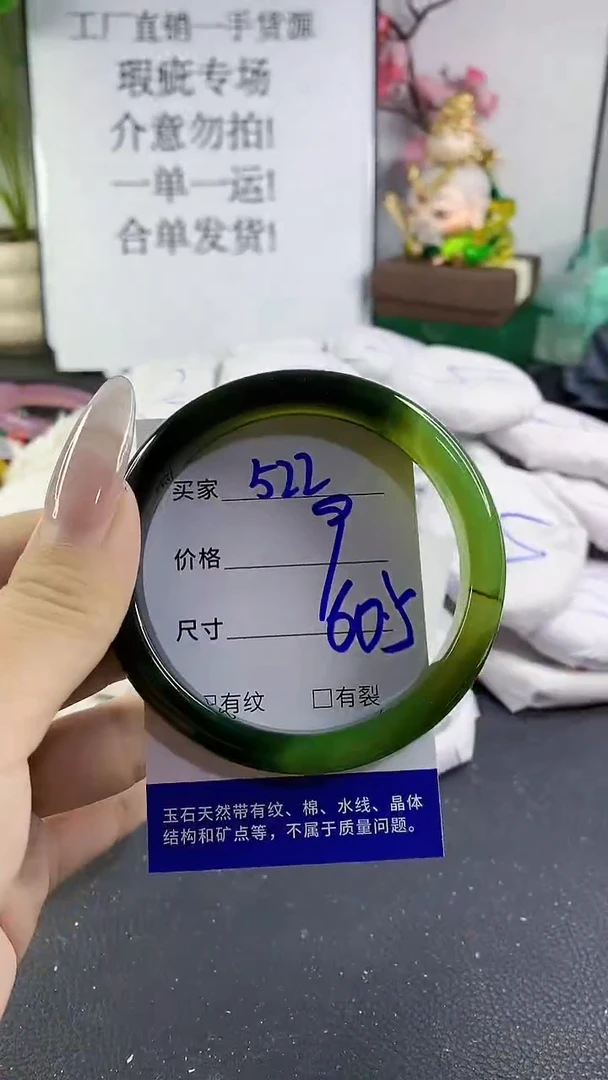 工厂直销一手货源
瑕疵专场
介意勿拍!
一单一运!
合单发货!
买家 522
价格
尺寸 60.5
有纹 □有裂
玉石天然带有纹、棉、水线、晶体
结构和矿点等，不属于质量问题。